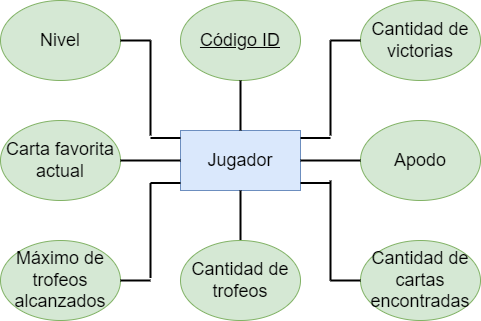 Nivel
Código ID
Cantidad de
victorias
Carta favorita
actual
Jugador
Apodo
Máximo de
trofeos
alcanzados
Cantidad de
trofeos
Cantidad de
cartas
encontradas